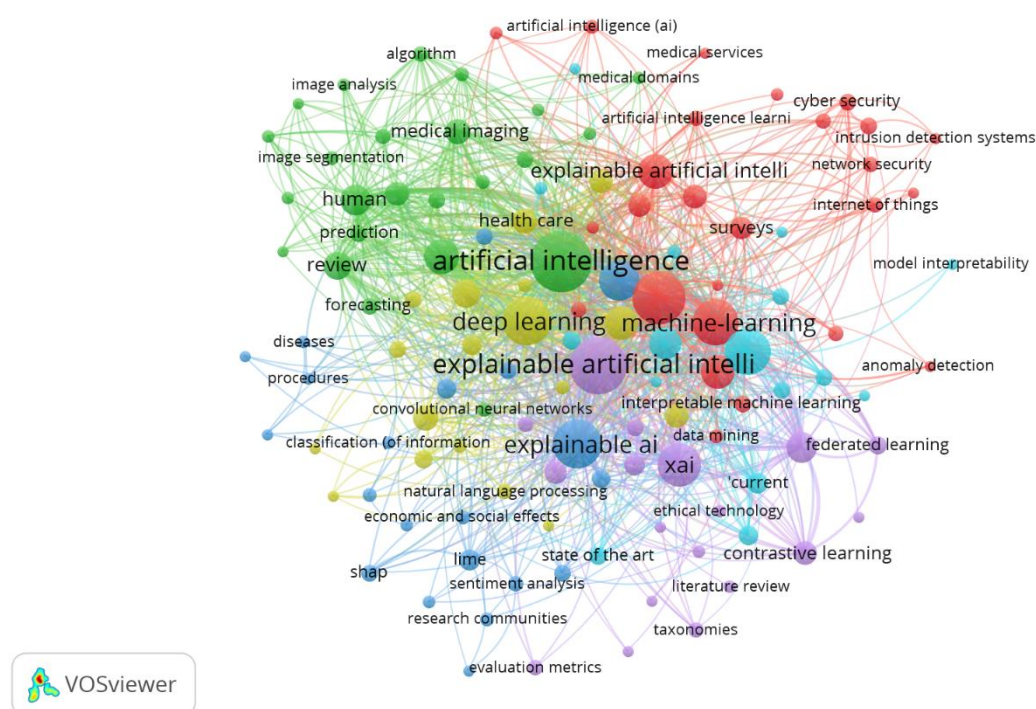 artificial intelligence (ai)
algorithm
medical services
image analysis
medical domains
cyber security
artificial intelligence learni
medical imaging
intrusion detection systems
image segmentation
network security
explainable artificial intelli
human
internet of things
health care
surveys
prediction
artificial intelligence
review
model interpretability
forecasting
deep learning
machine-learning
diseases
explainable artificial intelli
anomaly detection
procedures
interpretable machine learning
convolutional neural networks
data mining
classification (of information
explainable ai
federated learning
xai
'current
natural language processing
ethical technology
economic and social effects
state of the art
contrastive learning
lime
shap
sentiment analysis
literature review
research communities
taxonomies
evaluation metrics
VOSviewer